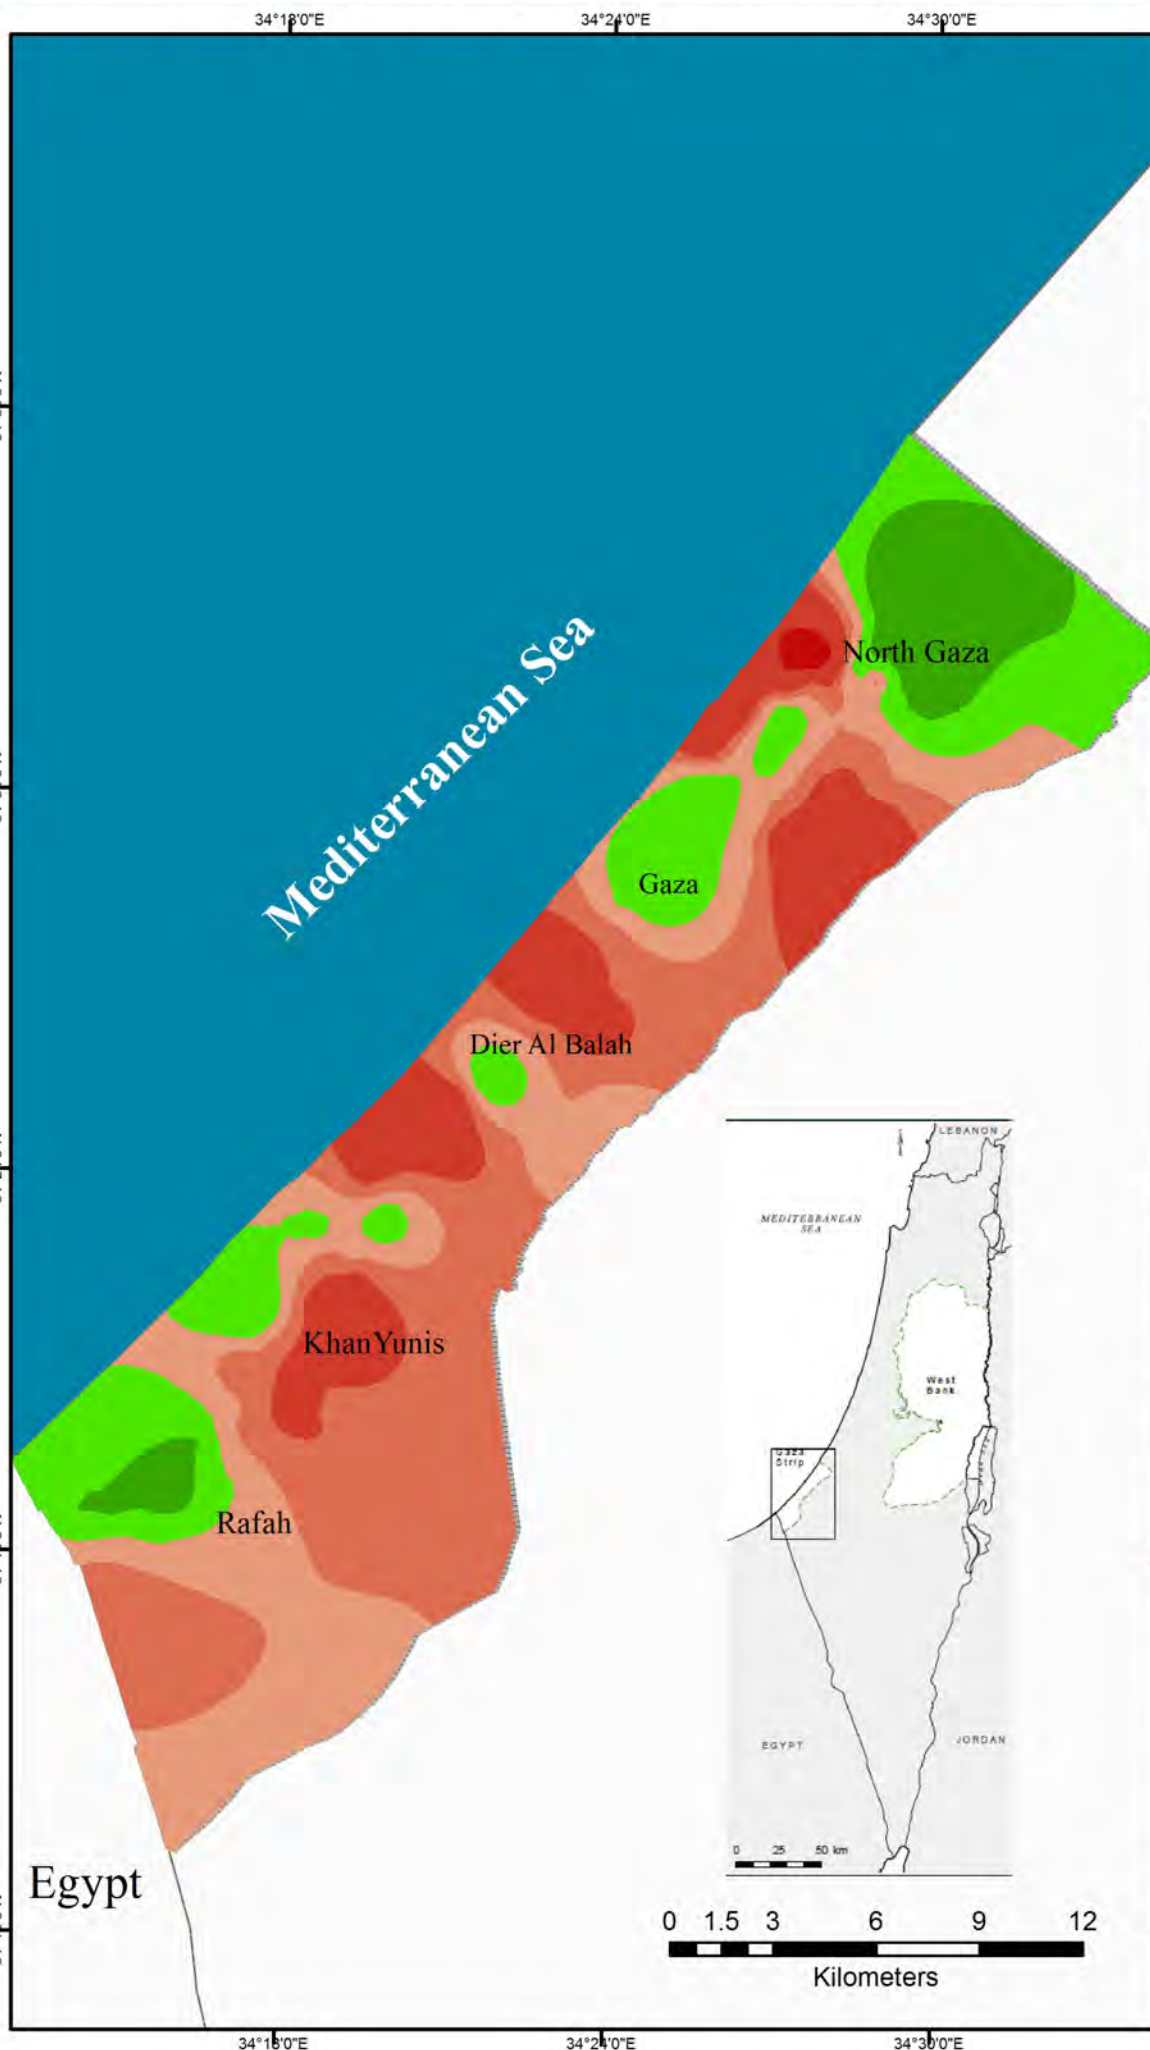 34°18'0"E
34°24'0"E
34°30'0"E
Mediterranean Sea
North Gaza
Gaza
Dier Al Balah
KhanYunis
Rafah
Egypt
LEBANON
MEDITERRANEAN
SEA
West
Bank
Gaza
Strip
EGYPT
JORDAN
0 25 50 km
0 1.5 3 6 9 12
Kilometers
34°18'0"E
34°24'0"E
34°30'0"E